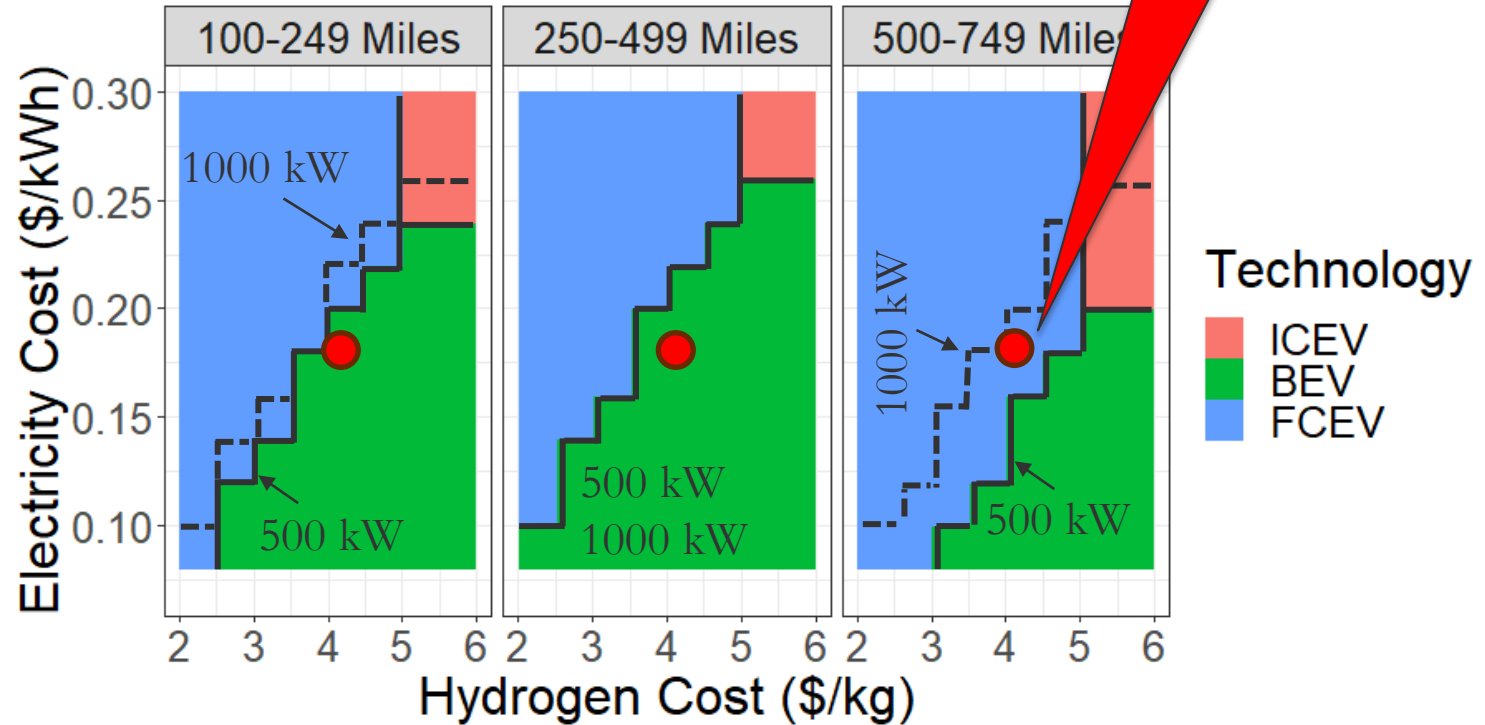 100-249 Miles
250-499 Miles
500-749 Miles
Electricity Cost ($/kWh)
0.30
0.25
0.20
0.15
0.10
1000 kW
500 kW
500 kW
1000 kW
1000 kW
500 kW
2 3 4 5 6
2 3 4 5 6
2 3 4 5 6
Hydrogen Cost ($/kg)
Technology
ICEV
BEV
FCEV